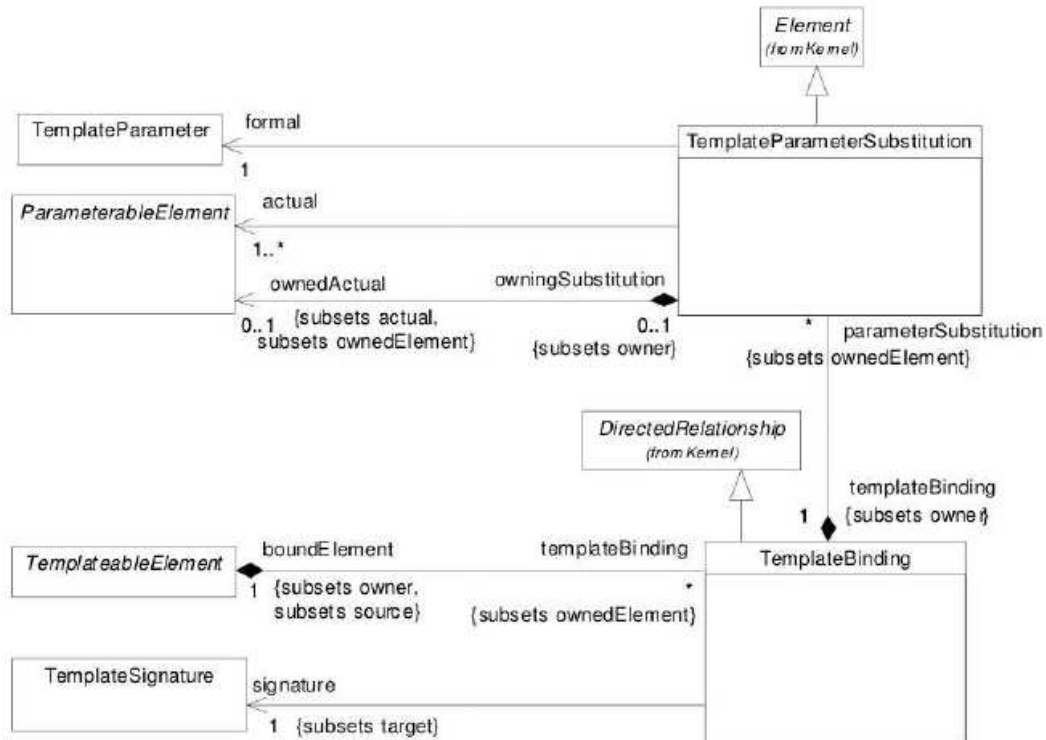 Element
(from Kernel)
TemplateParameter
formal
1
TemplateParameterSubstitution
ParameterableElement
actual
1..*
ownedActual
owningSubstitution
0..1
{subsets actual,
subsets ownedElement}
0..1
{subsets owner}
*
parameterSubstitution
{subsets ownedElement}
DirectedRelationship
(from Kernel)
templateBinding
1
{subsets owner}
TemplateableElement
boundElement
templateBinding
TemplateBinding
1
{subsets owner,
subsets source}
*
{subsets ownedElement}
TemplateSignature
signature
1
{subsets target}